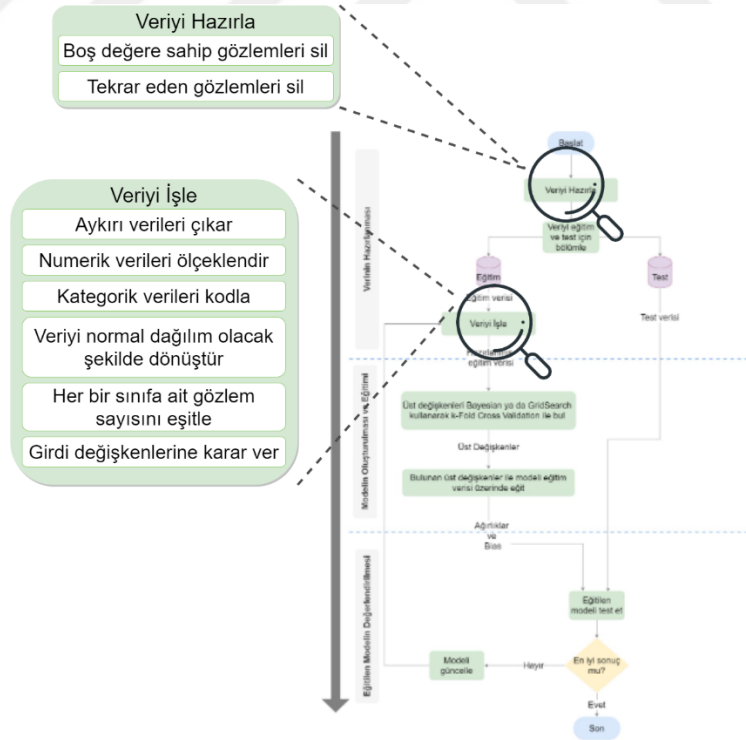 Veriyi Hazırla
Boş değere sahip gözlemleri sil
Tekrar eden gözlemleri sil
Veriyi İşle
Aykırı verileri çıkar
Numerik verileri ölçeklendir
Kategorik verileri kodla
Veriyi normal dağılım olacak
şekilde dönüştür
Her bir sınıfa ait gözlem
sayısını eşitle
Girdi değişkenlerine karar ver
Verinin Hazırlanması
Başlat
Veriyi Hazırla
Veriyi eğitim
ve test için
bölümle
Eğitim
Test
Eğitim verisi
Test verisi
Veriyi İşle
eğitim verisi
Modelin Oluşturulması ve Eğitimi
Üst değişkenleri Bayesian ya da GridSearch
kullanarak k-Fold Cross Validation ile bul
Üst Değişkenler
Bulunan üst değişkenler ile modeli eğitim
verisi üzerinde eğit
Ağırlıklar
ve
Bias
Eğitilen Modelin Değerlendirilmesi
Eğitilen
modeli test et
En iyi sonuç
mu?
Hayır
Modeli
güncelle
Evet
Son